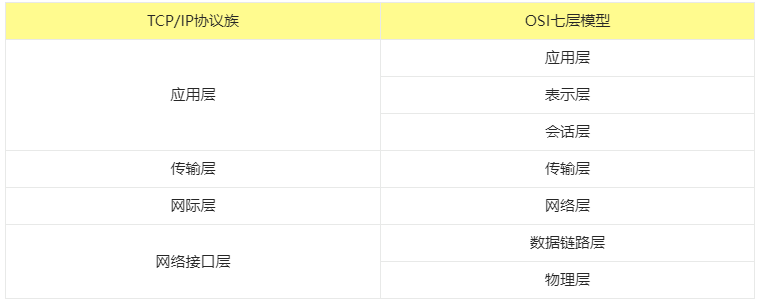 TCP/IP协议族 OSI七层模型
应用层
应用层 表示层
会话层
传输层 传输层
网际层 网络层
数据链路层
网络接口层
物理层